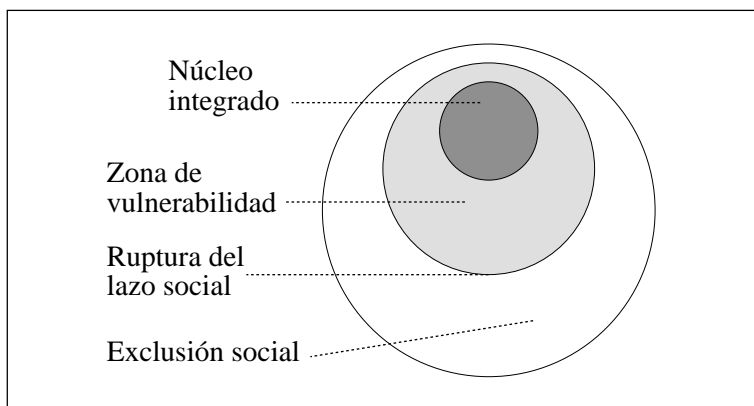 Núcleo
integrado
Zona de
vulnerabilidad
Ruptura del
lazo social
Exclusión social